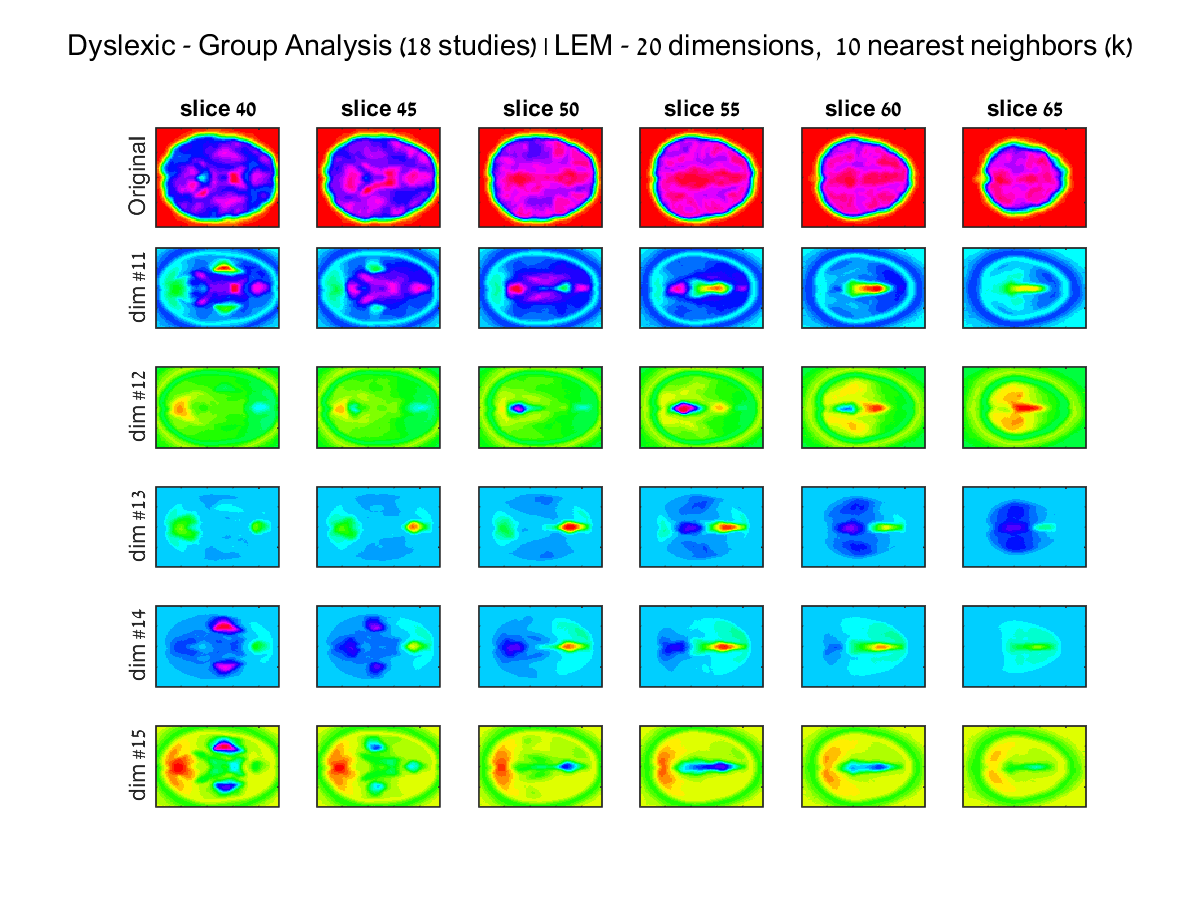 Dyslexic - Group Analysis (18 studies) | LEM - 20 dimensions, 10 nearest neighbors (k)
slice 40 slice 45 slice 50 slice 55 slice 60 slice 65
Original
dim #11
dim #12
dim #13
dim #14
dim #15